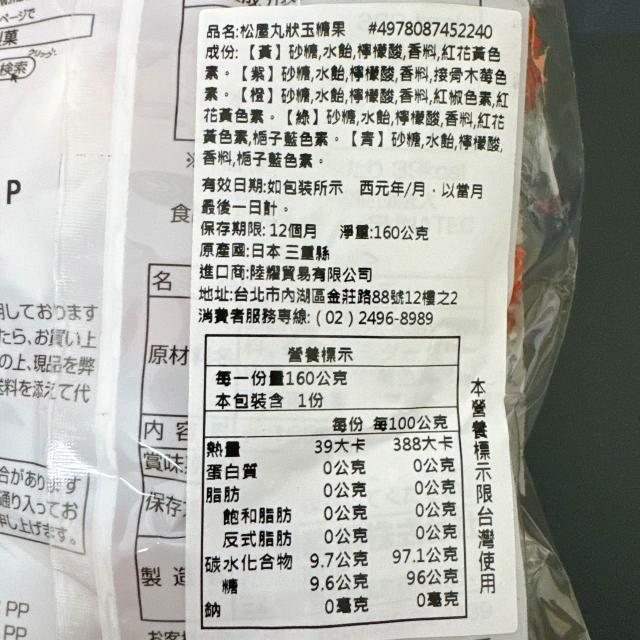 品名:松屋丸狀玉糖果 #4978087452240
成份:【黃】砂糖,水飴,檸檬酸,香料,紅花黃色
素。【紫】砂糖,水飴,檸檬酸,香料,接骨木莓色
素。【橙】砂糖,水飴,檸檬酸,香料,紅椒色素,紅
花黃色素。【綠】砂糖,水飴,檸檬酸,香料,紅花
黃色素,梔子藍色素。【青】砂糖,水飴,檸檬酸,
香料,梔子藍色素。
有效日期:如包裝所示 西元年/月,以當月
最後一日計。
保存期限:12個月 淨重:160公克
原產國:日本 三重縣
進口商:陸耀貿易有限公司
地址:台北市內湖區金莊路88號12樓之2
消費者服務專線:(02)2496-8989
營養標示
每一份量160公克
本包裝含 1份
每份 每100公克
熱量 39大卡 388大卡
蛋白質 0公克 0公克
脂肪 0公克 0公克
飽和脂肪 0公克 0公克
反式脂肪 0公克 0公克
碳水化合物 9.7公克 97.1公克
糖 9.6公克 96公克
鈉 0毫克 0毫克
本營養標示限台灣使用
ページで
検索
P
名
原材
内容
賞味
保存
製造
お客様
期しております
たら、お買い上
の上、現品を弊
送料を添えて代
合があります
通り入ってお
申し上げます。
PP
PP